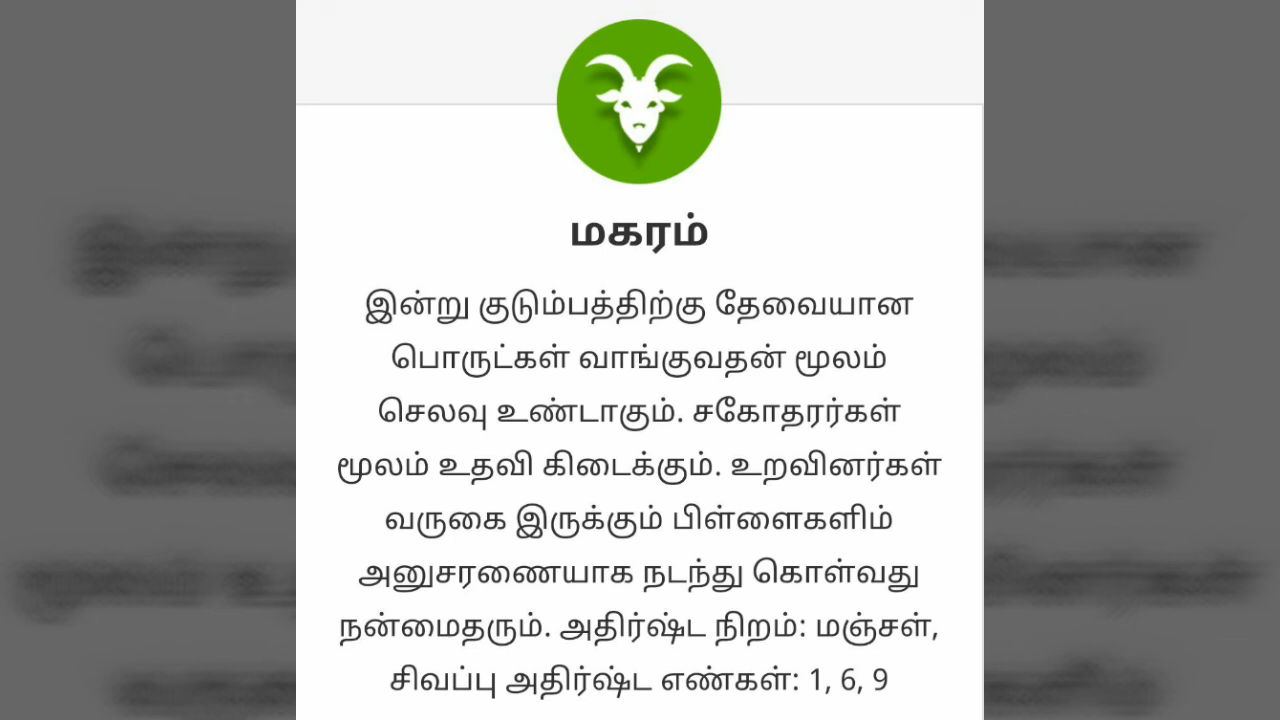 மகரம்
இன்று குடும்பத்திற்கு தேவையான
பொருட்கள் வாங்குவதன் மூலம்
செலவு உண்டாகும். சகோதரர்கள்
மூலம் உதவி கிடைக்கும். உறவினர்கள்
வருகை இருக்கும் பிள்ளைகளிம்
அனுசரணையாக நடந்து கொள்வது
நன்மைதரும். அதிர்ஷ்ட நிறம்: மஞ்சள்,
சிவப்பு அதிர்ஷ்ட எண்கள்: 1, 6, 9